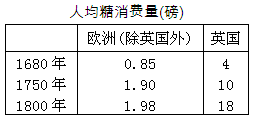 人均糖消费量(磅)
欧洲(除英国外) 英国
1680年 0.85 4
1750年 1.90 10
1800年 1.98 18